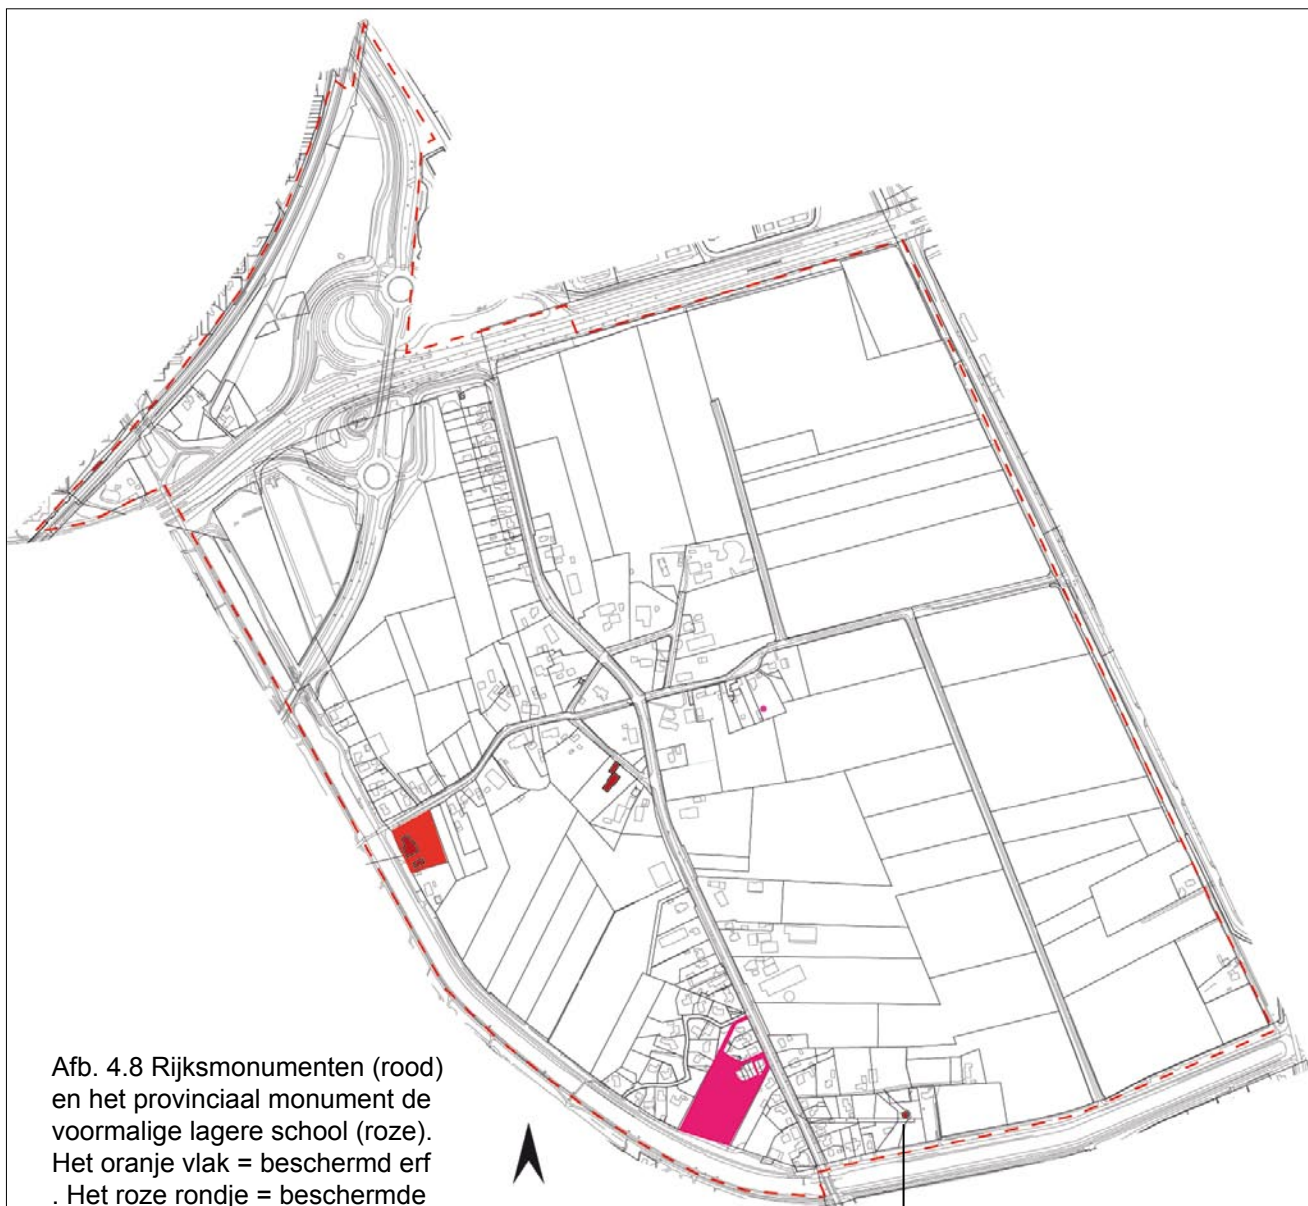 Afb. 4.8 Rijksmonumenten (rood)
en het provinciaal monument de
voormalige lagere school (roze).
Het oranje vlak = beschermd erf
. Het roze rondje = beschermde